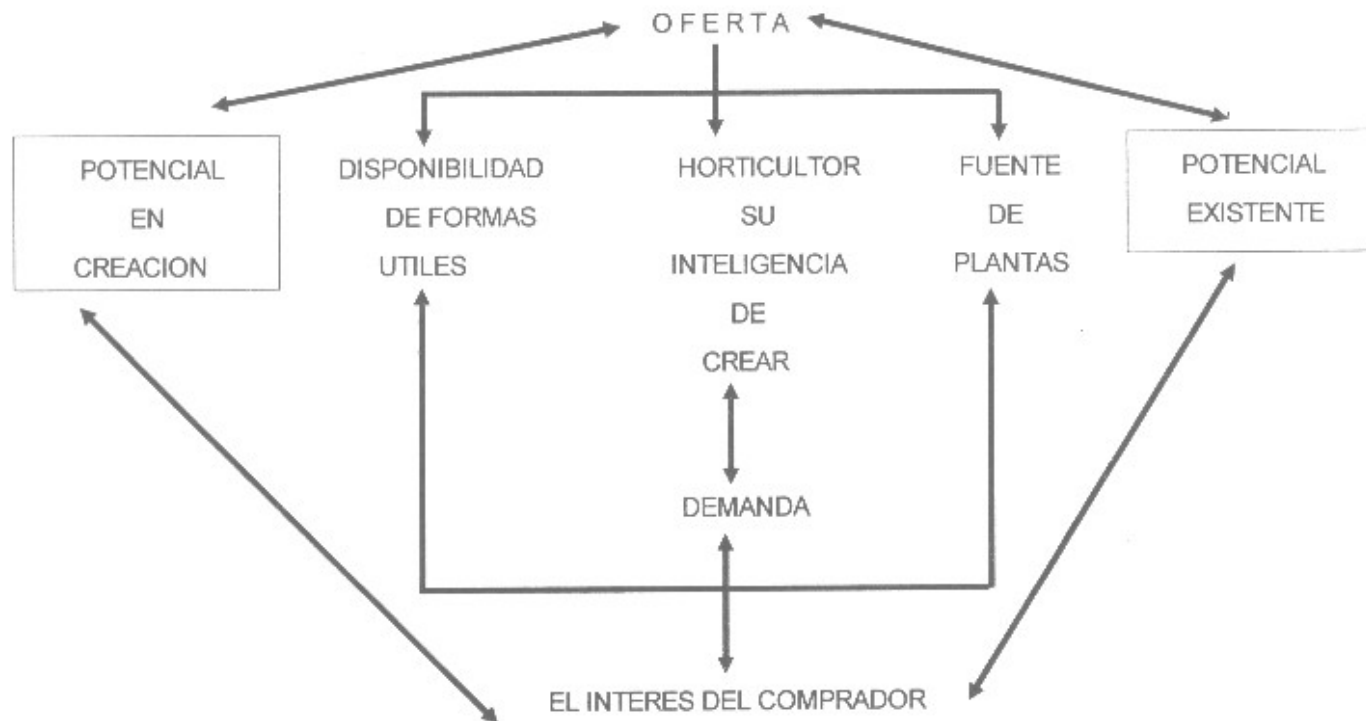 O F E R T A
POTENCIAL
EN
CREACION
DISPONIBILIDAD
DE FORMAS
UTILES
HORTICULTOR
SU
INTELIGENCIA
DE
CREAR
FUENTE
DE
PLANTAS
POTENCIAL
EXISTENTE
DEMANDA
EL INTERES DEL COMPRADOR